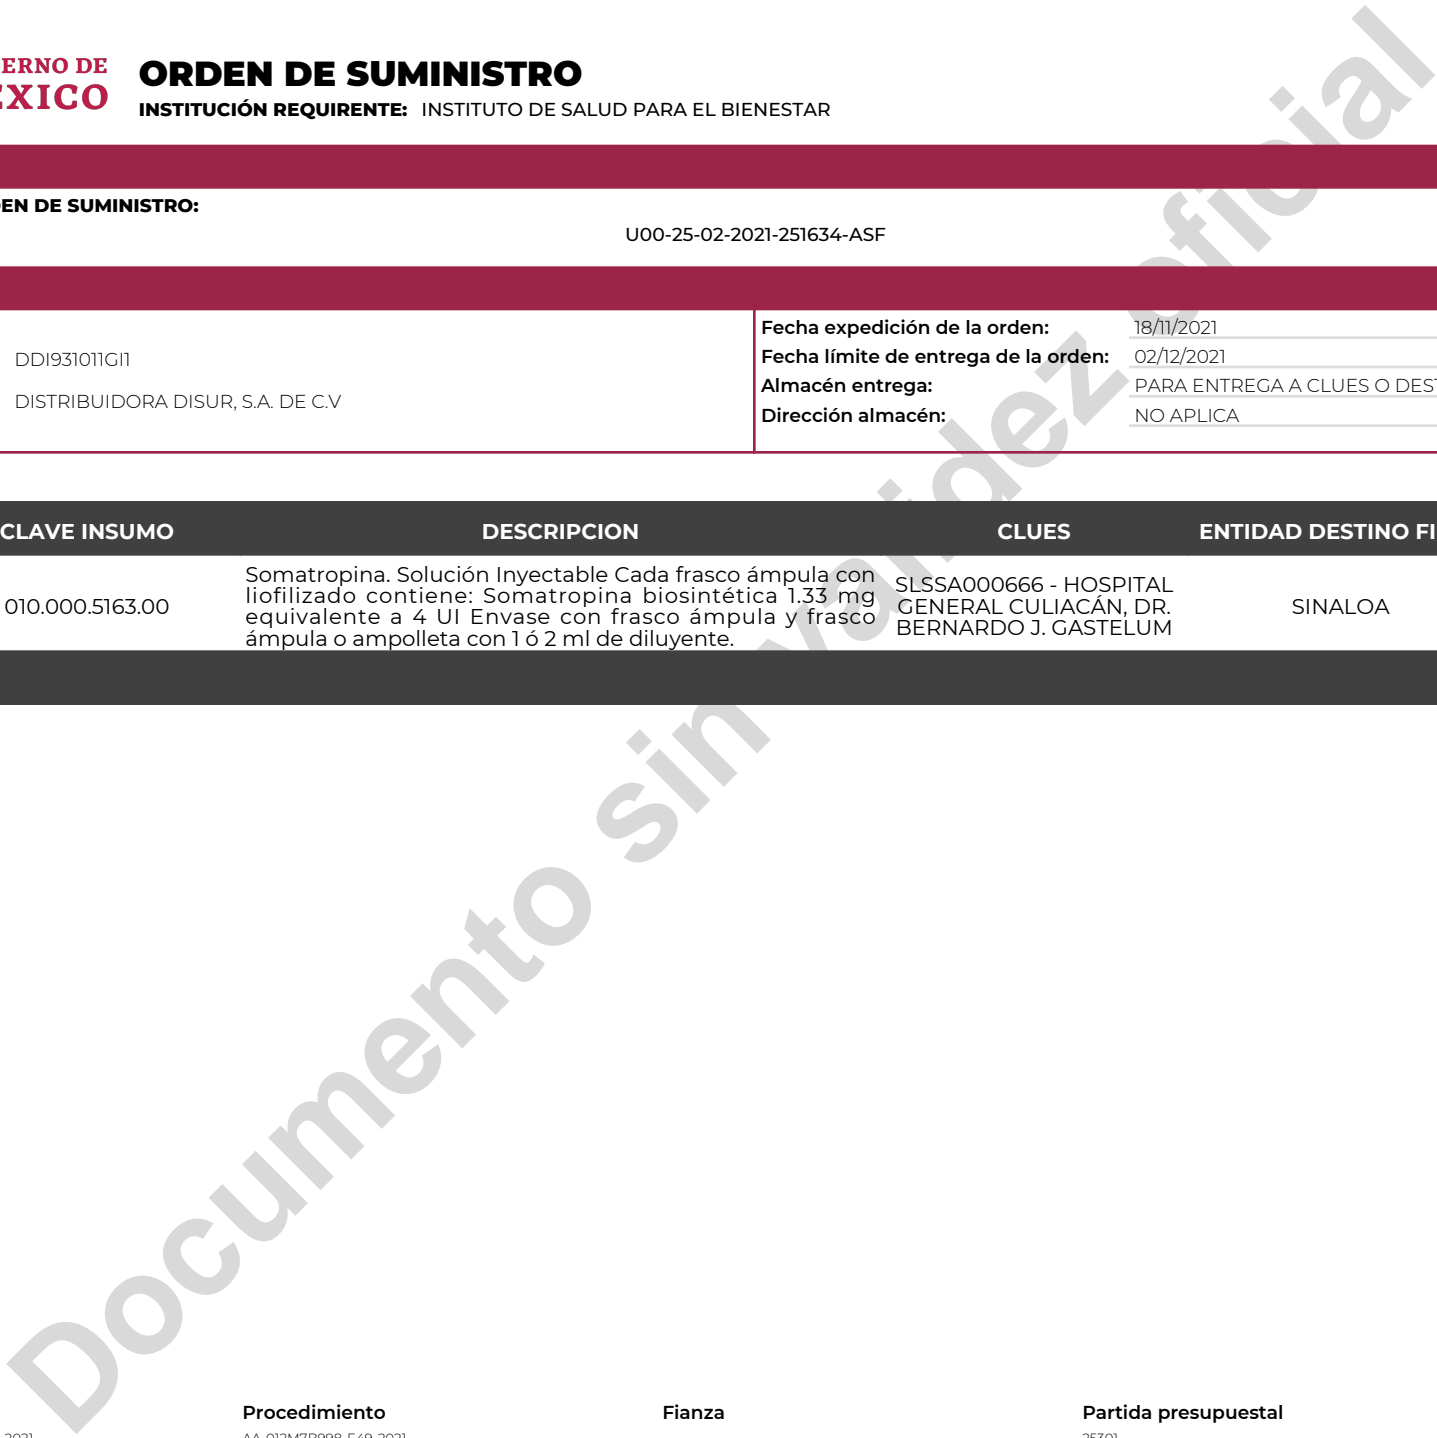 ERNO DE
ORDEN DE SUMINISTRO
INSTITUCIÓN REQUIRENTE: INSTITUTO DE SALUD PARA EL BIENESTAR
EN DE SUMINISTRO:
U00-25-02-2021-251634-ASF
DDI931011GI1
DISTRIBUIDORA DISUR, S.A. DE C.V
Fecha expedición de la orden: 18/11/2021
Fecha límite de entrega de la orden: 02/12/2021
Almacén entrega: PARA ENTREGA A CLUES O DEST
Dirección almacén: NO APLICA
CLAVE INSUMO DESCRIPCION CLUES ENTIDAD DESTINO FI
010.000.5163.00
Somatropina. Solución Inyectable Cada frasco ámpula con
liofilizado contiene: Somatropina biosintética 1.33 mg
equivalente a 4 UI Envase con frasco ámpula y frasco
ámpula o ampolleta con 1 ó 2 ml de diluyente.
SLSSA000666 - HOSPITAL
GENERAL CULIACÁN, DR.
BERNARDO J. GASTELUM
SINALOA
Documento sin validez oficial
Procedimiento Fianza Partida presupuestal